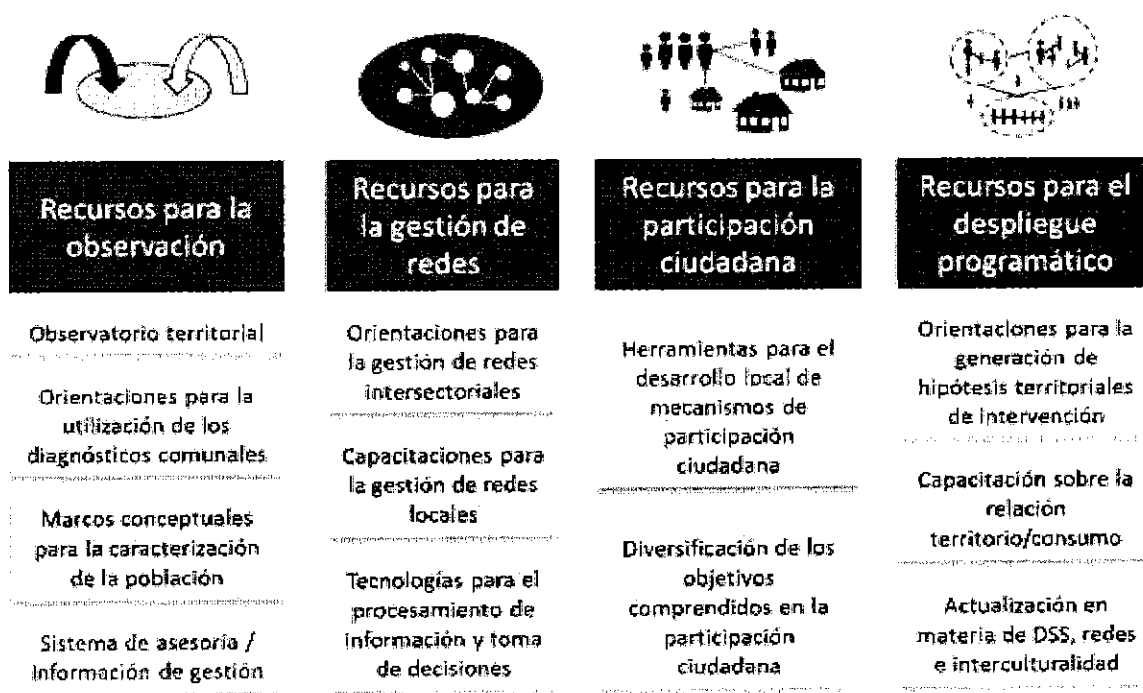 Recursos para la
observación
Observatorio territorial
Orientaciones para la
utilización de los
diagnósticos comunales
Marcos conceptuales
para la caracterización
de la población
Sistema de asesoría /
información de gestión
Recursos para
la gestión de
redes
Orientaciones para
la gestión de redes
intersectoriales
Capacitaciones para
la gestión de redes
locales
Tecnologías para el
procesamiento de
información y toma
de decisiones
Recursos para la
participación
ciudadana
Herramientas para el
desarrollo local de
mecanismos de
participación
ciudadana
Diversificación de los
objetivos
comprendidos en la
participación
ciudadana
Recursos para el
despliegue
programático
Orientaciones para la
generación de
hipótesis territoriales
de intervención
Capacitación sobre la
relación
territorio/consumo
Actualización en
materia de DSS, redes
e interculturalidad